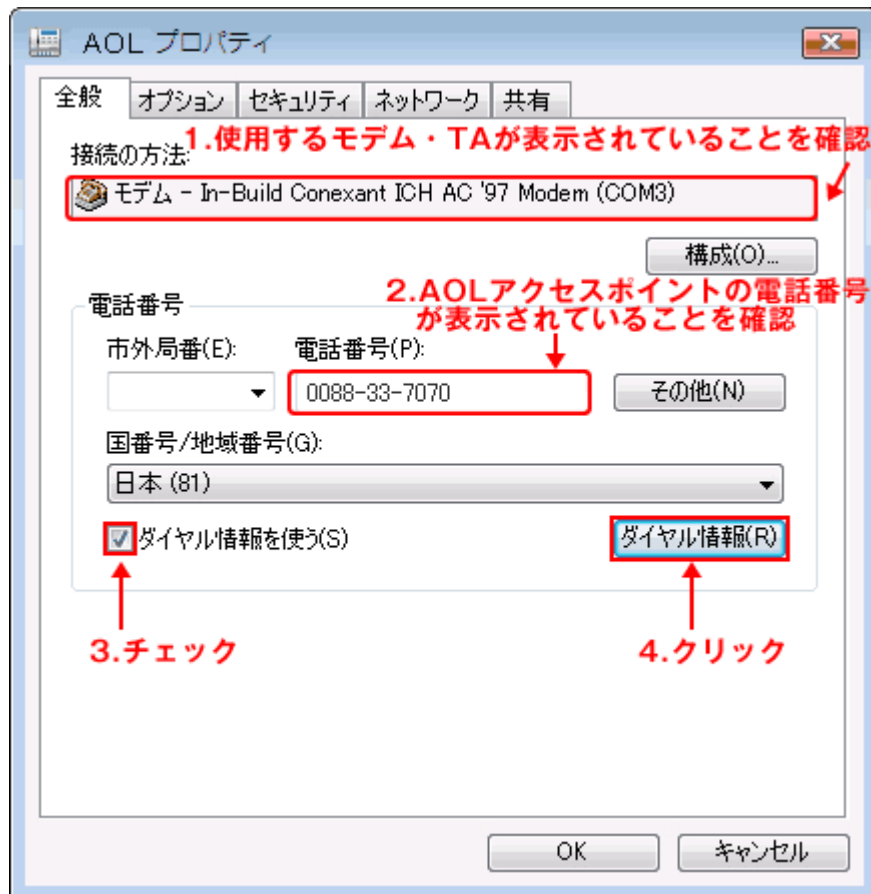 AOL プロパティ
全般 オプション セキュリティ ネットワーク 共有
1.使用するモデム・TAが表示されていることを確認
接続の方法:
モデム - In-Build Conexant ICH AC '97 Modem (COM3)
構成(O)...
2.AOLアクセスポイントの電話番号
が表示されていることを確認
電話番号
市外局番(E): 電話番号(P):
0088-33-7070 その他(N)
国番号/地域番号(G):
日本 (81)
ダイヤル情報を使う(S) ダイヤル情報(R)
3.チェック 4.クリック
OK キャンセル